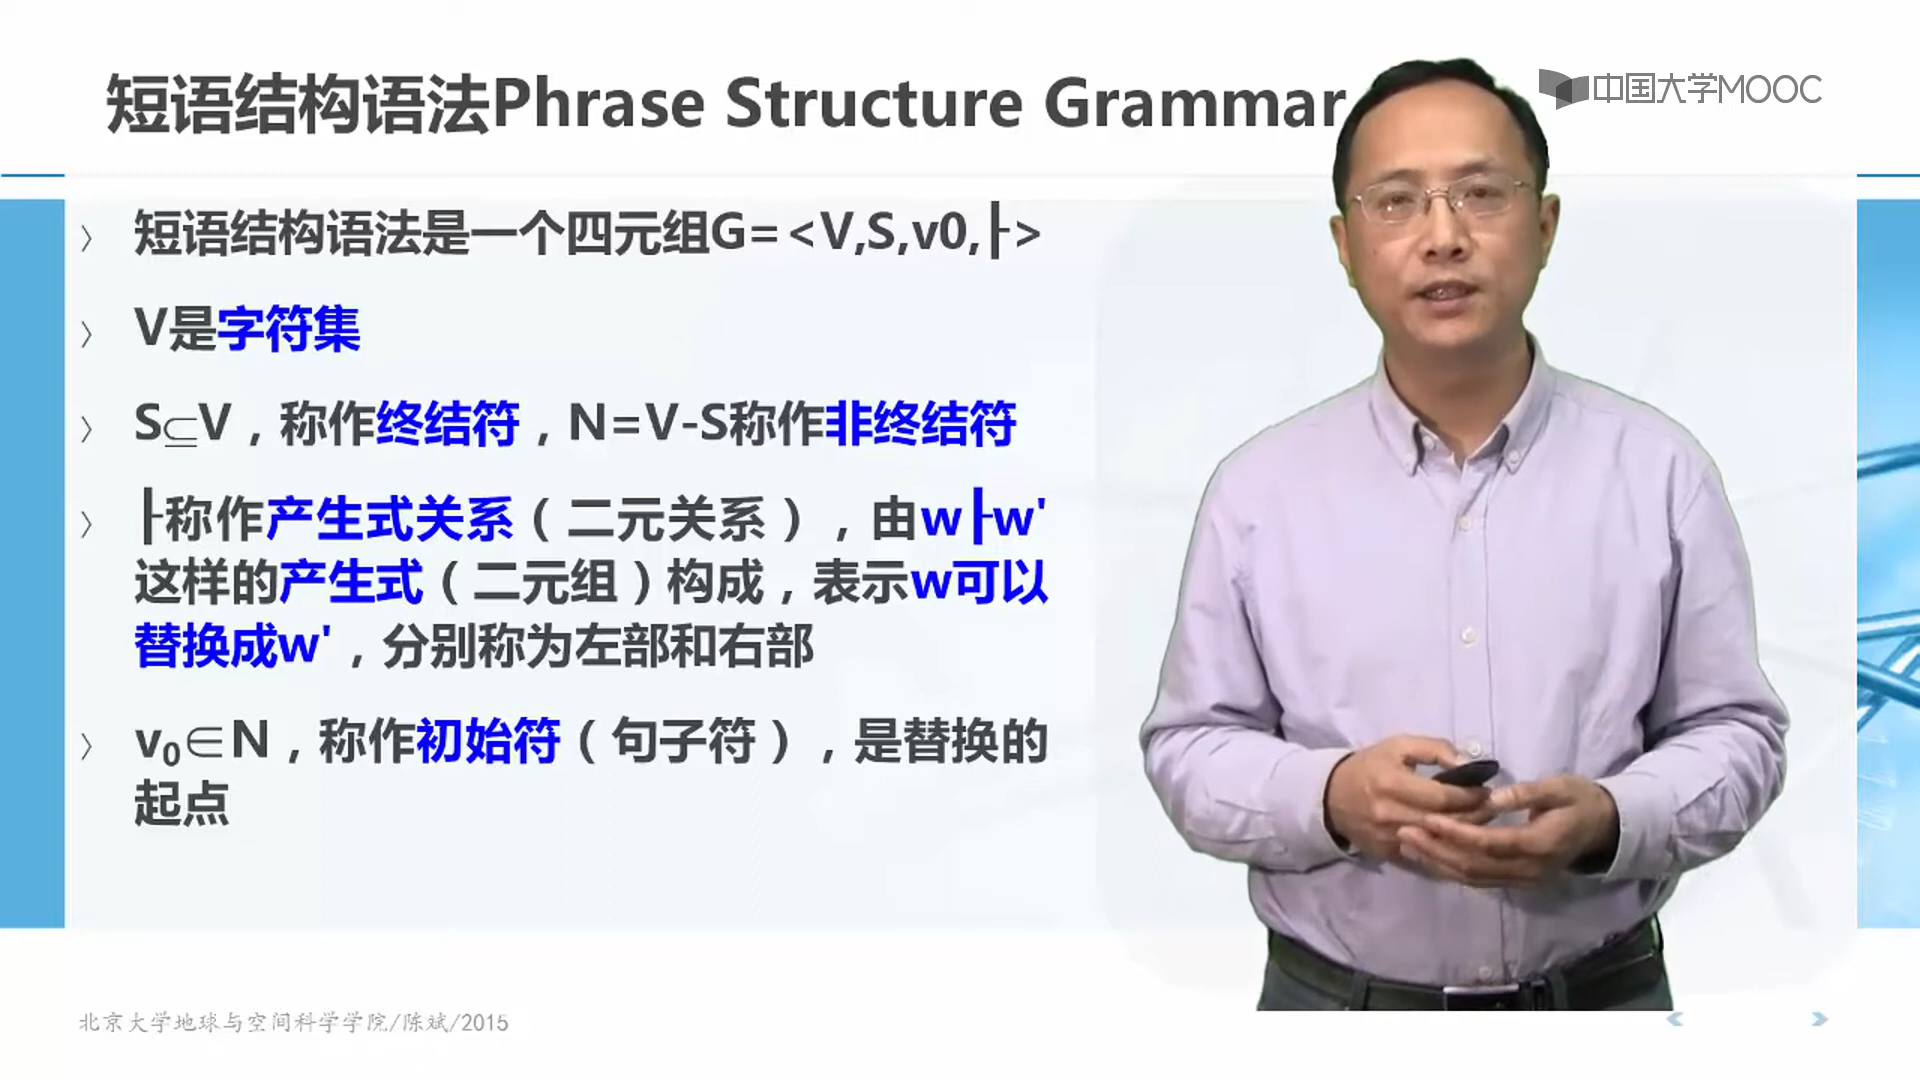 短语结构语法Phrase Structure Grammar
中国大学MOOC
短语结构语法是一个四元组G=<V,S,v0,┣>
V是字符集
S⊆V，称作终结符，N=V-S称作非终结符
┣称作产生式关系（二元关系），由w┣w'
这样的产生式（二元组）构成，表示w可以
替换成w'，分别称为左部和右部
v₀∈N，称作初始符（句子符），是替换的
起点
北京大学地球与空间科学学院/陈斌/2015